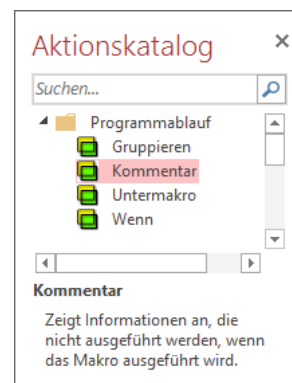 Aktionskatalog
Suchen...
Programmablauf
Gruppieren
Kommentar
Untermakro
Wenn
Kommentar
Zeigt Informationen an, die
nicht ausgeführt werden, wenn
das Makro ausgeführt wird.